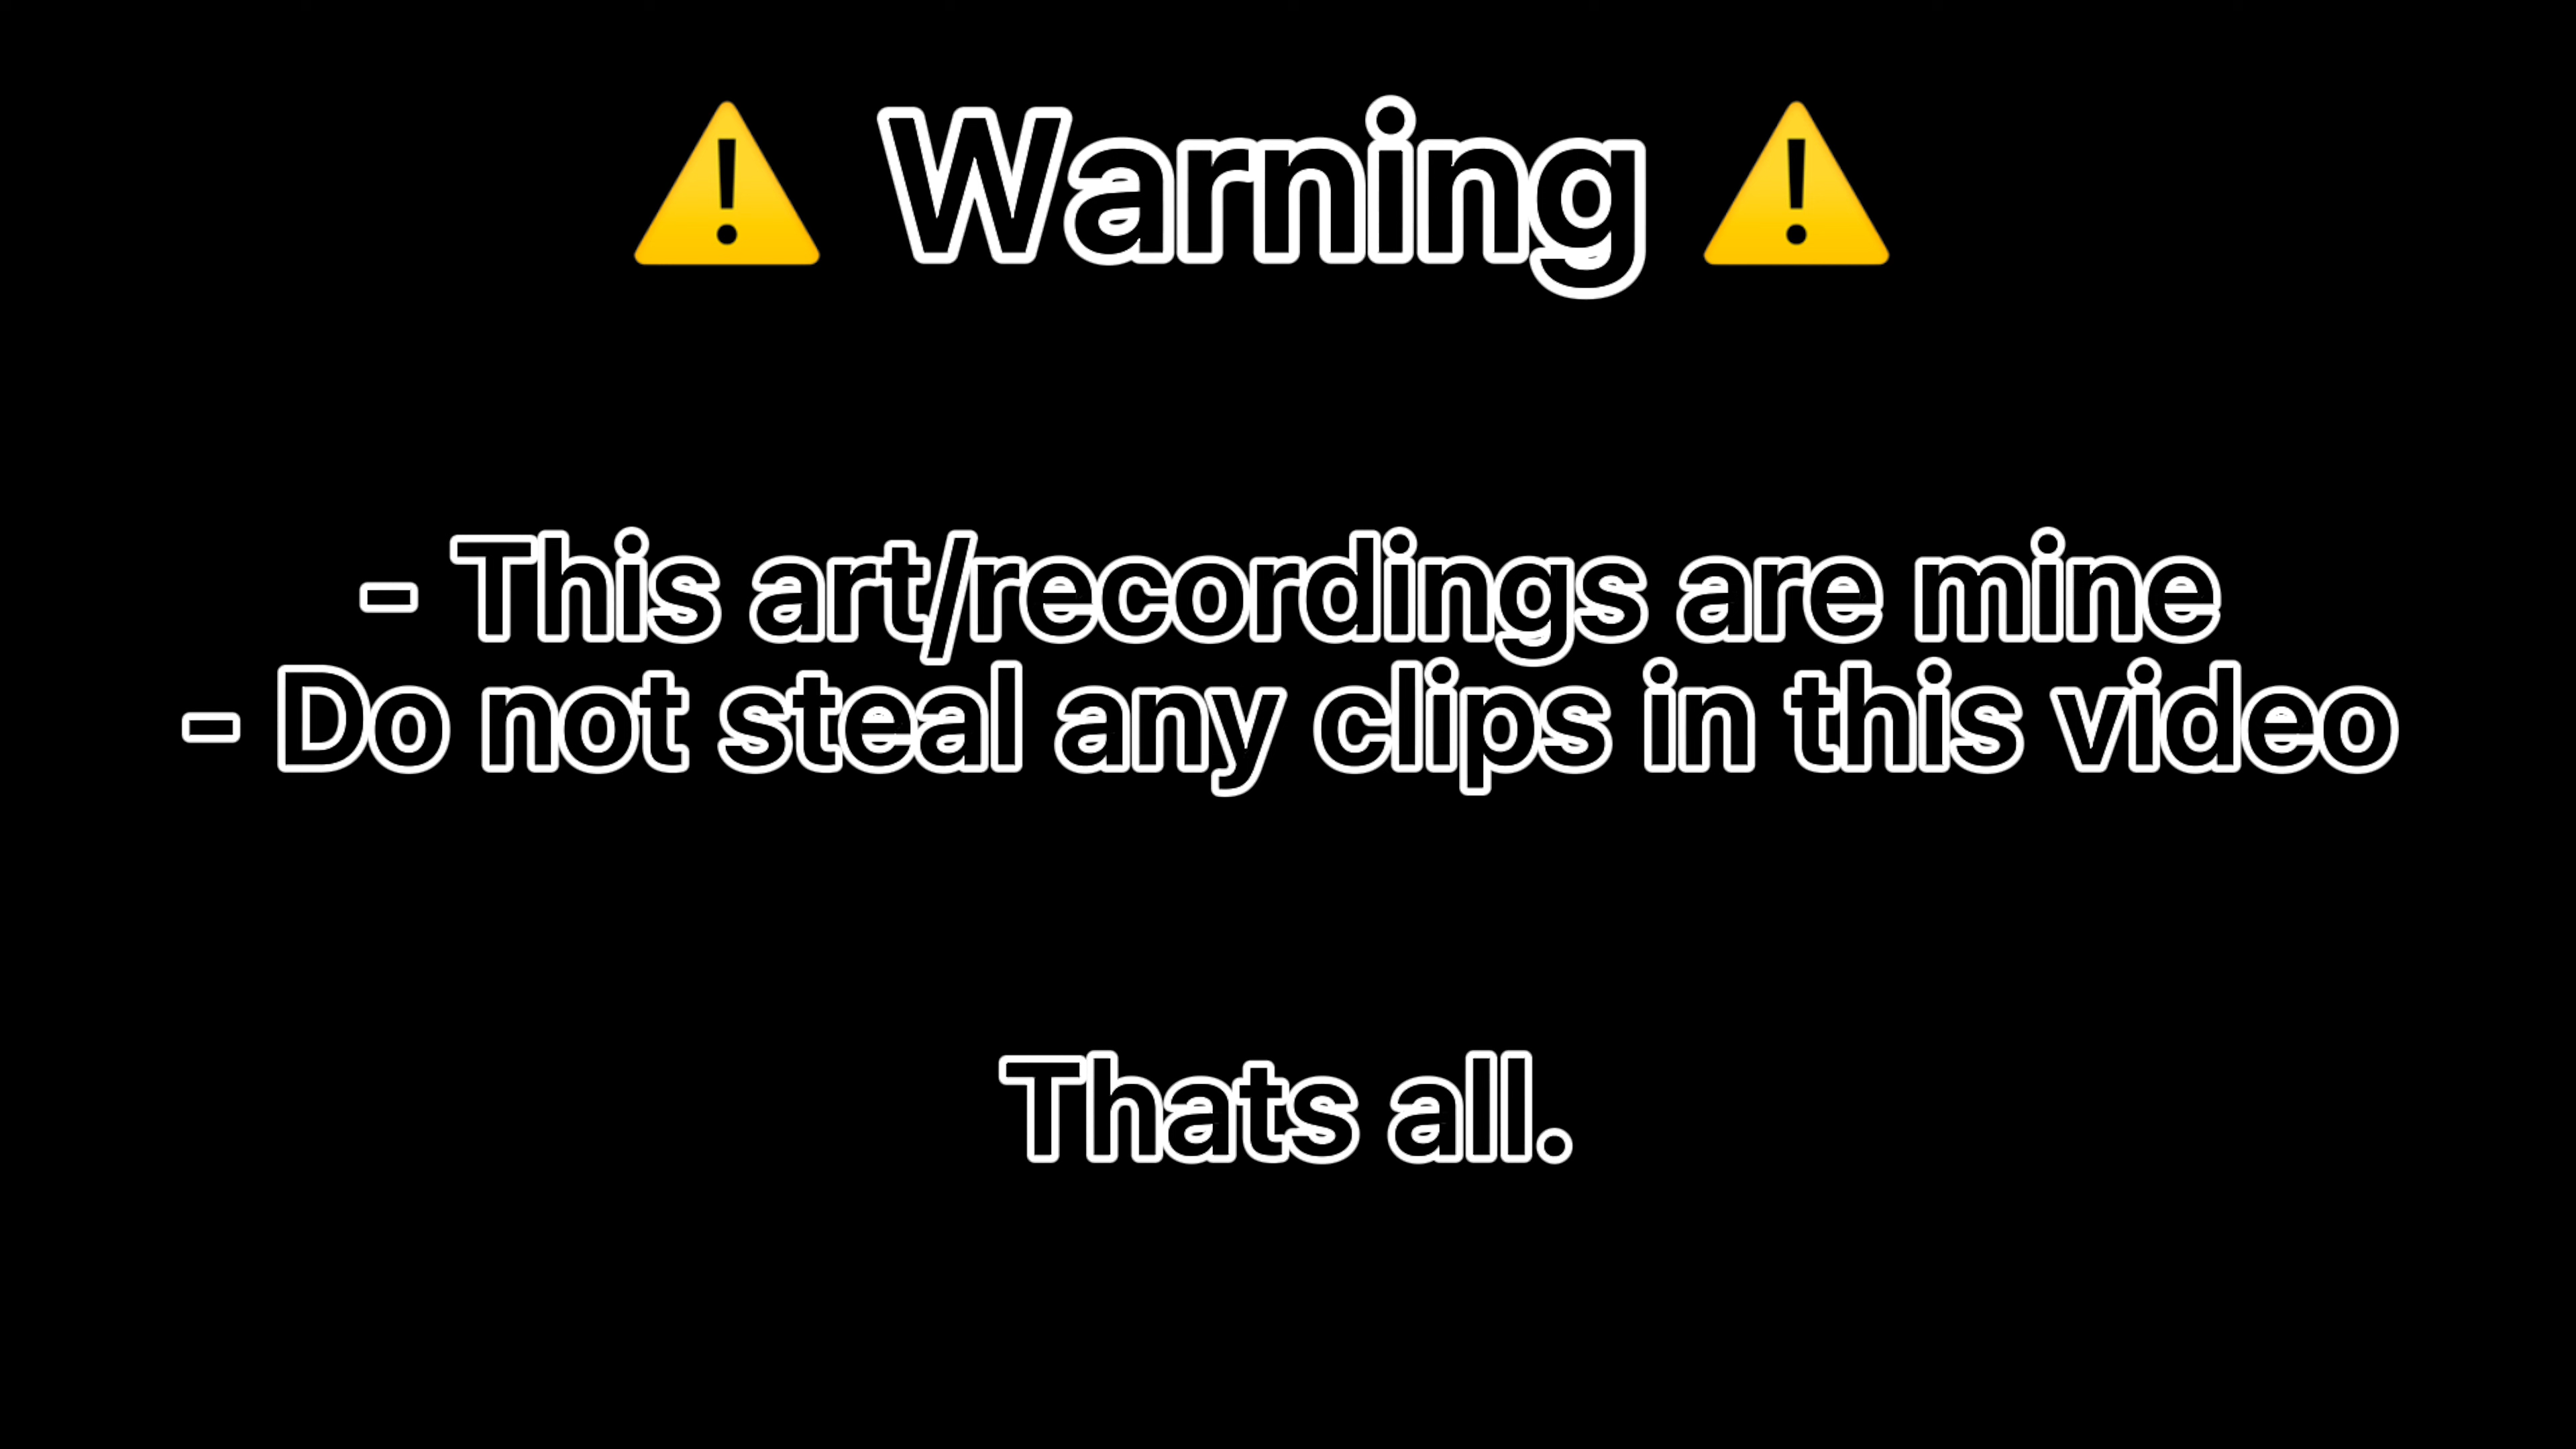 ⚠️ Warning ⚠️
- This art/recordings are mine
- Do not steal any clips in this video
Thats all.